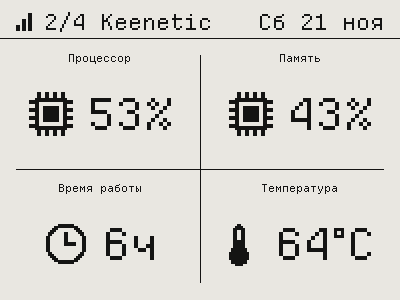 2/4 Keenetic Сб 21 ноя
Процессор Память
53% 43%
Время работы Температура
6ч 64°C